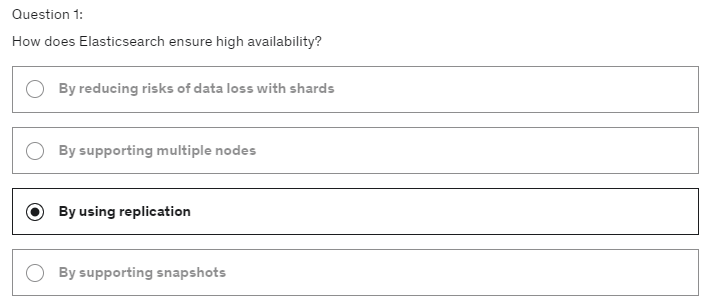 Question 1:
How does Elasticsearch ensure high availability?
By reducing risks of data loss with shards
By supporting multiple nodes
By using replication
By supporting snapshots